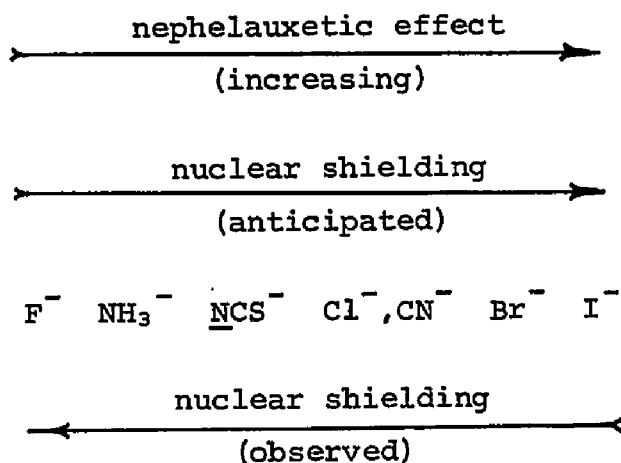 nephelauxetic effect
(increasing)
nuclear shielding
(anticipated)
F⁻ NH₃⁻ NCS⁻ Cl⁻,CN⁻ Br⁻ I⁻
nuclear shielding
(observed)